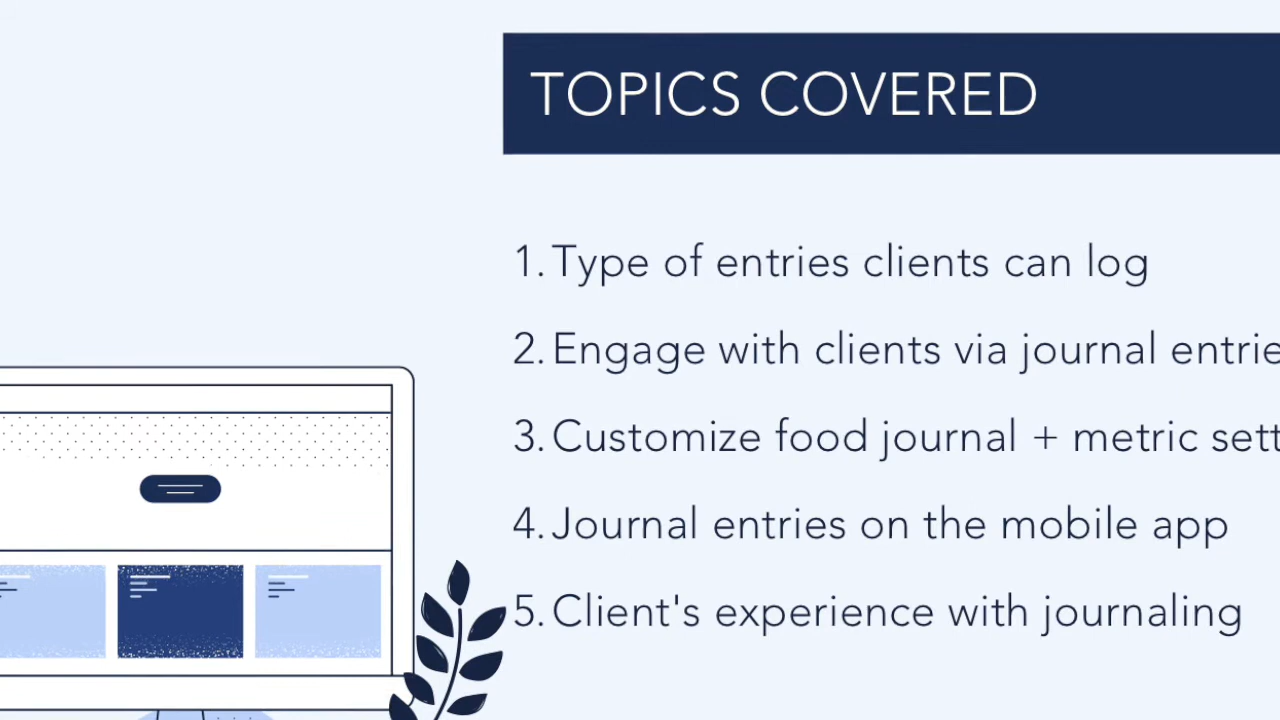 TOPICS COVERED
1. Type of entries clients can log
2. Engage with clients via journal entrie
3. Customize food journal + metric sett
4. Journal entries on the mobile app
5. Client's experience with journaling